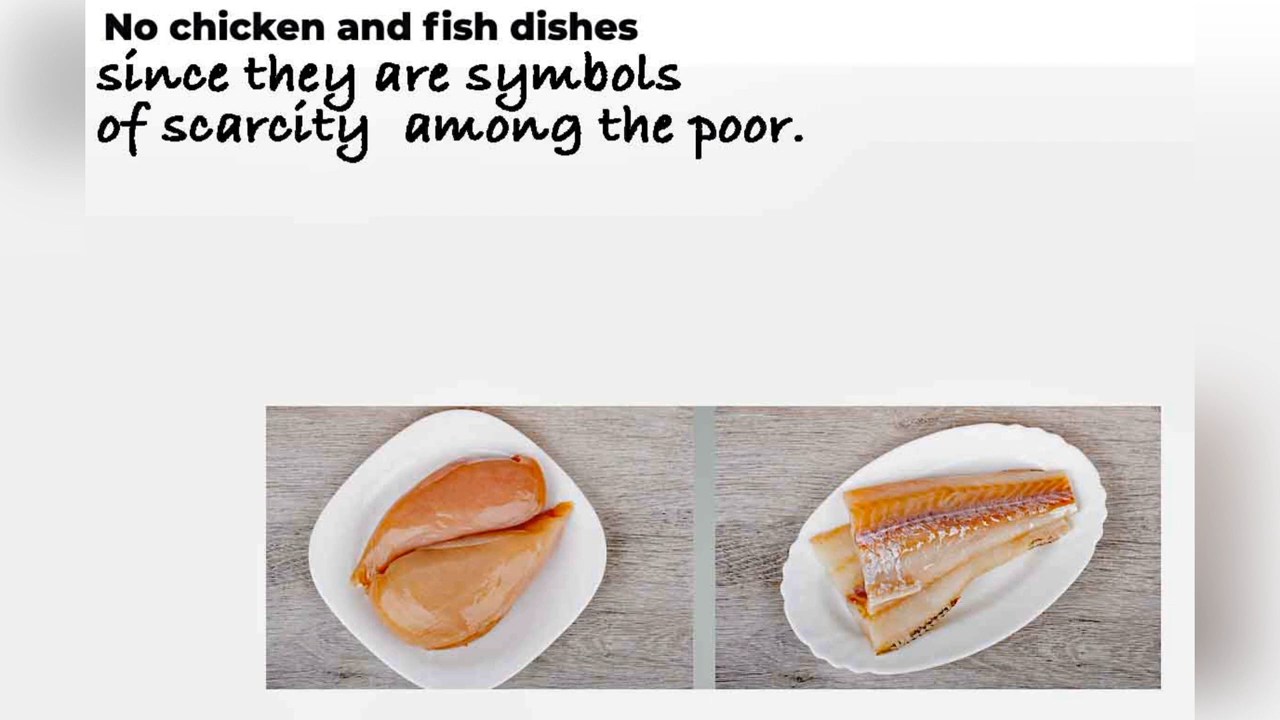 No chicken and fish dishes
since they are symbols
of scarcity among the poor.